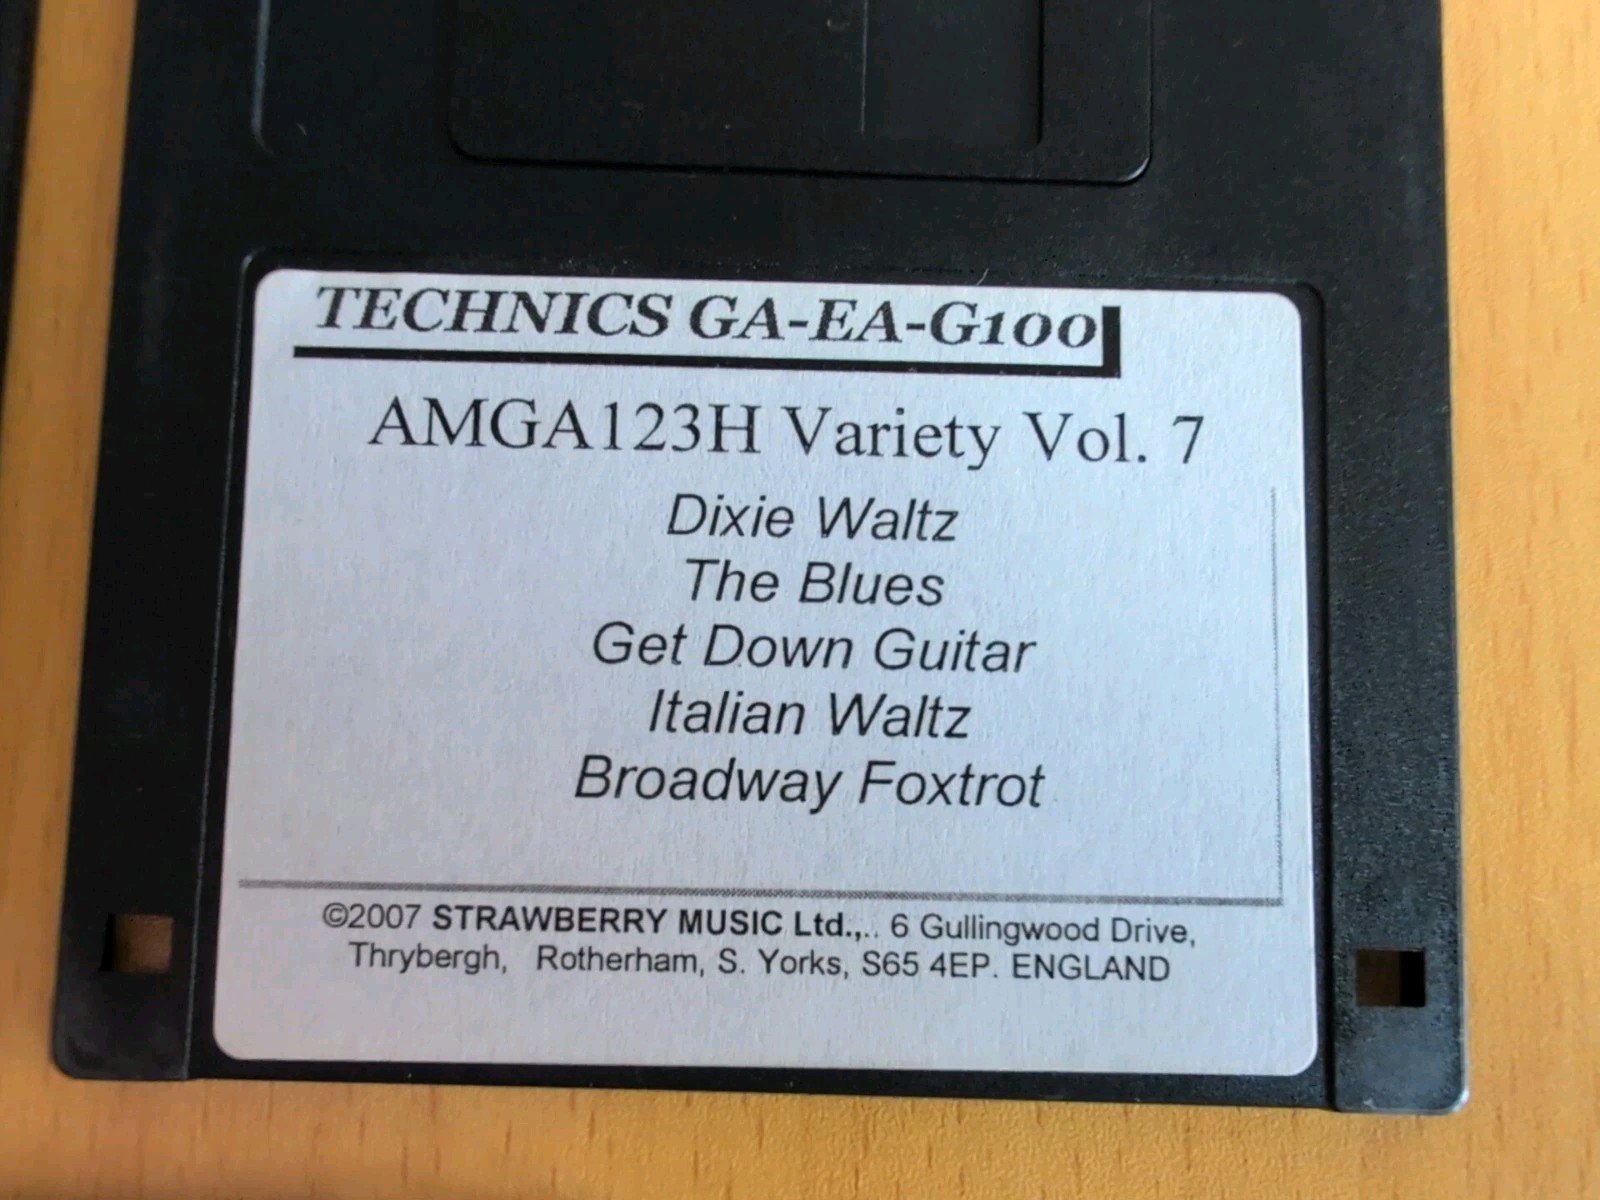 TECHNICS GA-EA-G100
AMGA123H Variety Vol. 7
Dixie Waltz
The Blues
Get Down Guitar
Italian Waltz
Broadway Foxtrot
©2007 STRAWBERRY MUSIC Ltd.,.. 6 Gullingwood Drive,
Thrybergh, Rotherham, S. Yorks, S65 4EP. ENGLAND